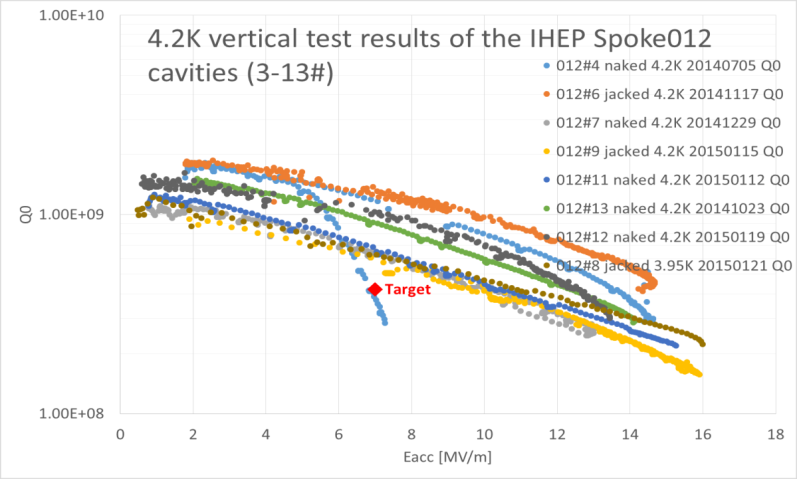 1.00E+10
4.2K vertical test results of the IHEP Spoke012
cavities (3-13#)
012#4 naked 4.2K 20140705 Q0
012#6 jacked 4.2K 20141117 Q0
012#7 naked 4.2K 20141229 Q0
012#9 jacked 4.2K 20150115 Q0
012#11 naked 4.2K 20150112 Q0
012#13 naked 4.2K 20141023 Q0
012#12 naked 4.2K 20150119 Q0
012#8 jacked 3.95K 20150121 Q0
Q0
1.00E+09
Target
1.00E+08
0 2 4 6 8 10 12 14 16 18
Eacc [MV/m]